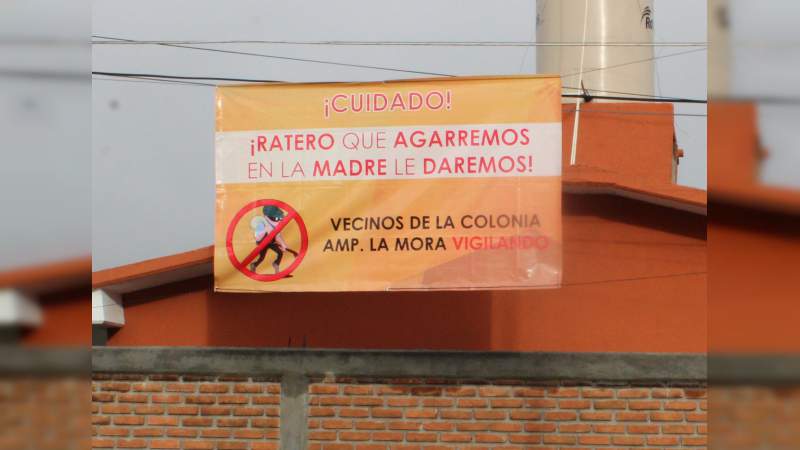 ¡CUIDADO!
¡RATERO QUE AGARREMOS
EN LA MADRE LE DAREMOS!
VECINOS DE LA COLONIA
AMP. LA MORA VIGILANDO